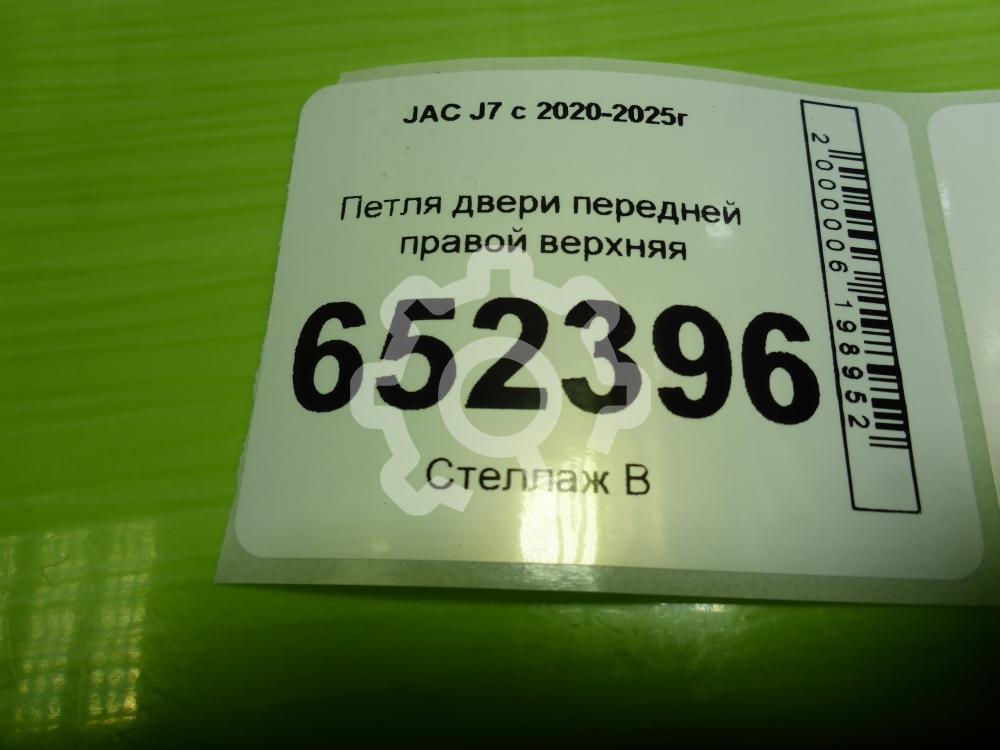 JAC J7 с 2020-2025г
Петля двери передней
правой верхняя
652396
Стеллаж В
2000006198952